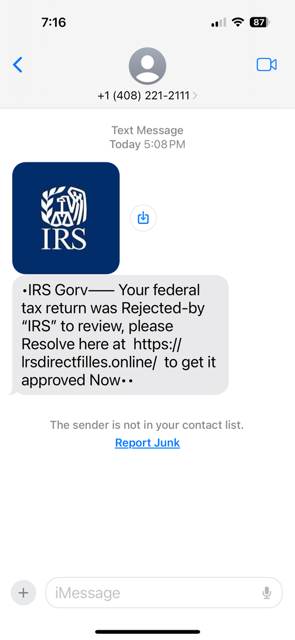 7:16
87
+1 (408) 221-2111
Text Message
Today 5:08 PM
IRS
•IRS Gorv—— Your federal
tax return was Rejected-by
“IRS” to review, please
Resolve here at https://
lrsdirectfilles.online/ to get it
approved Now••
The sender is not in your contact list.
Report Junk
iMessage